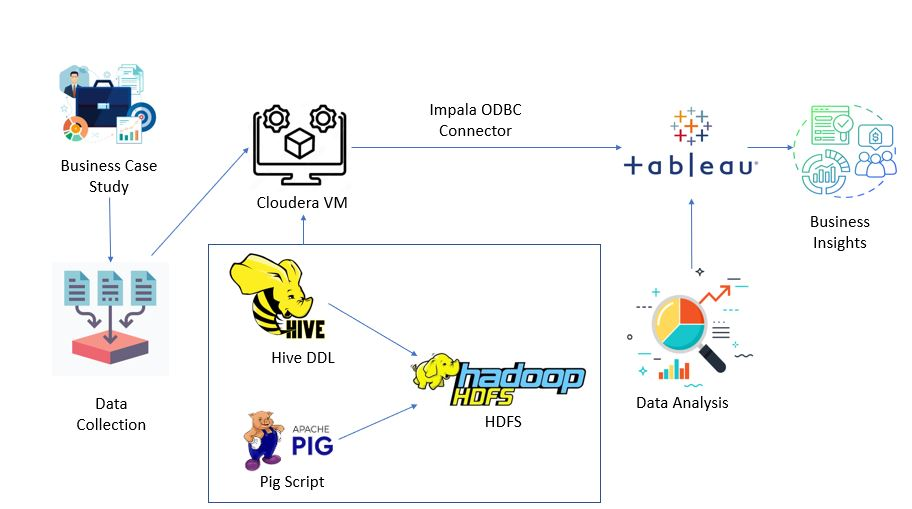 Business Case
Study
Cloudera VM
Impala ODBC
Connector
+ableau
Business
Insights
Data
Collection
HIVE
Hive DDL
APACHE
PIG
Pig Script
hadoop
HDFS
HDFS
Data Analysis